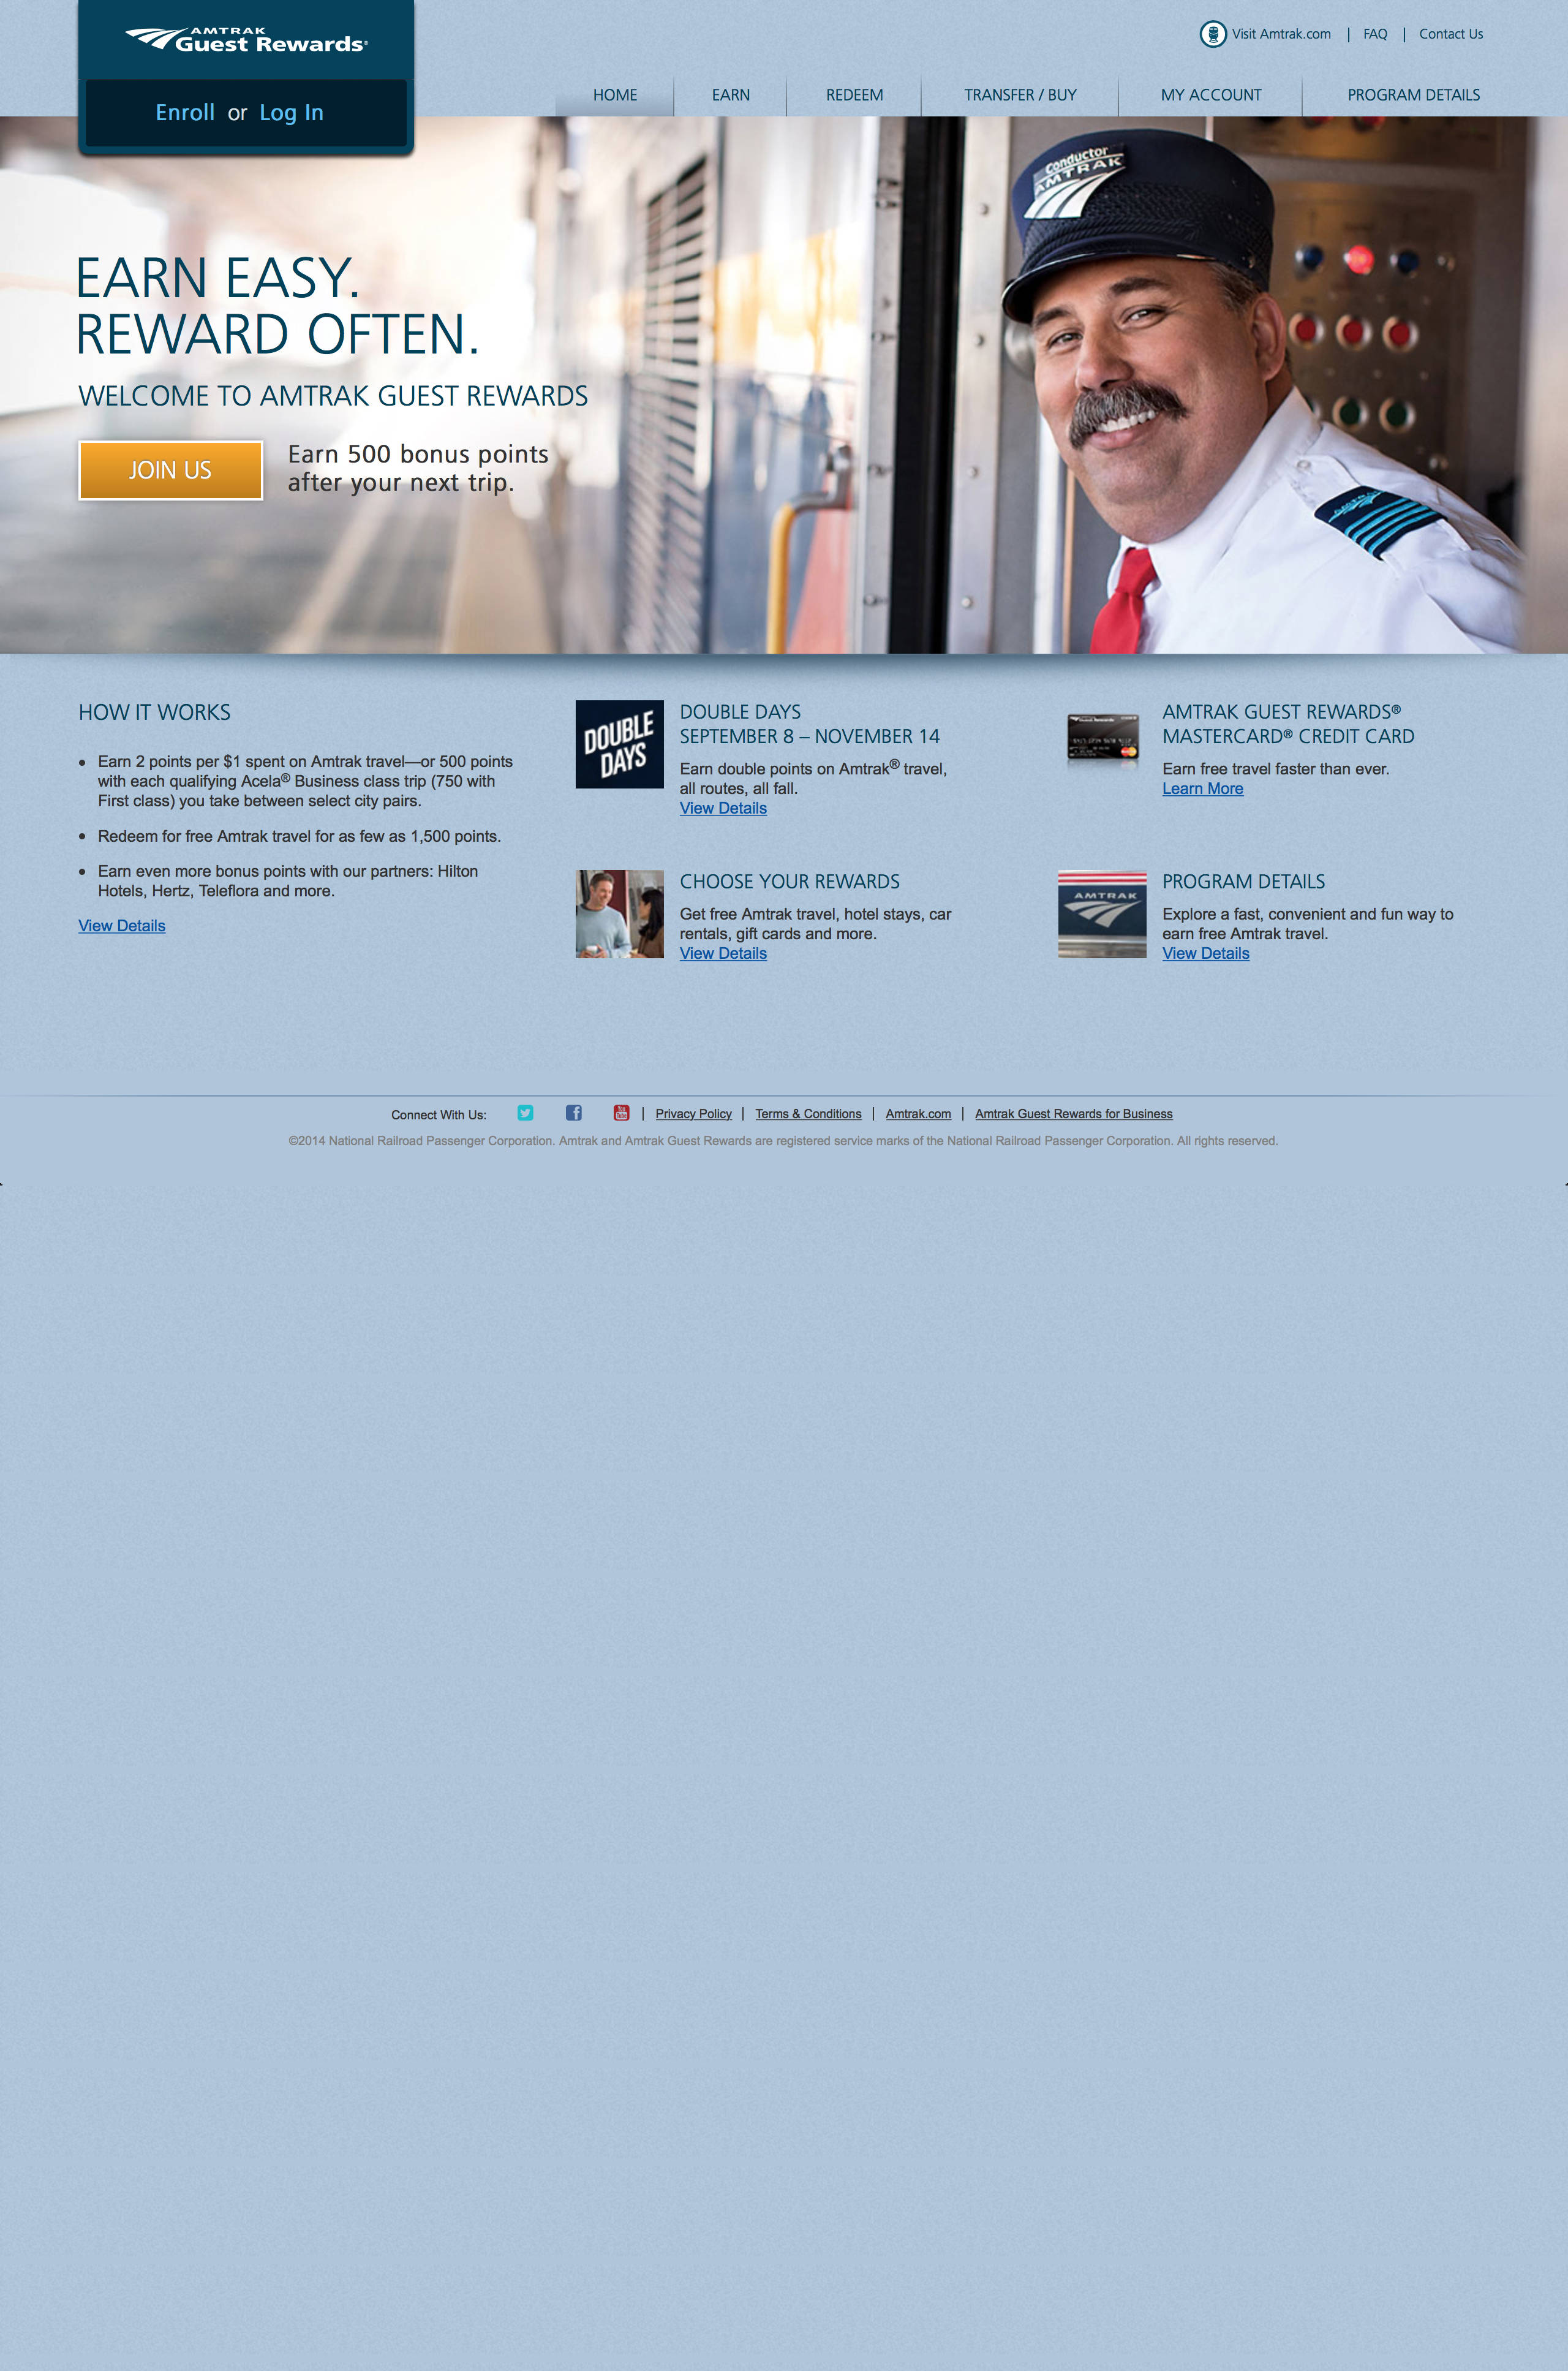 AMTRAK
Guest Rewards®
Visit Amtrak.com | FAQ | Contact Us
Enroll or Log In
HOME
EARN
REDEEM
TRANSFER / BUY
MY ACCOUNT
PROGRAM DETAILS
Conductor
AMTRAK
EARN EASY.
REWARD OFTEN.
WELCOME TO AMTRAK GUEST REWARDS
JOIN US
Earn 500 bonus points
after your next trip.
HOW IT WORKS
• Earn 2 points per $1 spent on Amtrak travel—or 500 points
with each qualifying Acela® Business class trip (750 with
First class) you take between select city pairs.
• Redeem for free Amtrak travel for as few as 1,500 points.
• Earn even more bonus points with our partners: Hilton
Hotels, Hertz, Teleflora and more.
View Details
DOUBLE
DAYS
DOUBLE DAYS
SEPTEMBER 8 – NOVEMBER 14
Earn double points on Amtrak® travel,
all routes, all fall.
View Details
AMTRAK GUEST REWARDS®
MASTERCARD® CREDIT CARD
Earn free travel faster than ever.
Learn More
CHOOSE YOUR REWARDS
Get free Amtrak travel, hotel stays, car
rentals, gift cards and more.
View Details
AMTRAK
PROGRAM DETAILS
Explore a fast, convenient and fun way to
earn free Amtrak travel.
View Details
Connect With Us: You Tube | Privacy Policy | Terms & Conditions | Amtrak.com | Amtrak Guest Rewards for Business
©2014 National Railroad Passenger Corporation. Amtrak and Amtrak Guest Rewards are registered service marks of the National Railroad Passenger Corporation. All rights reserved.